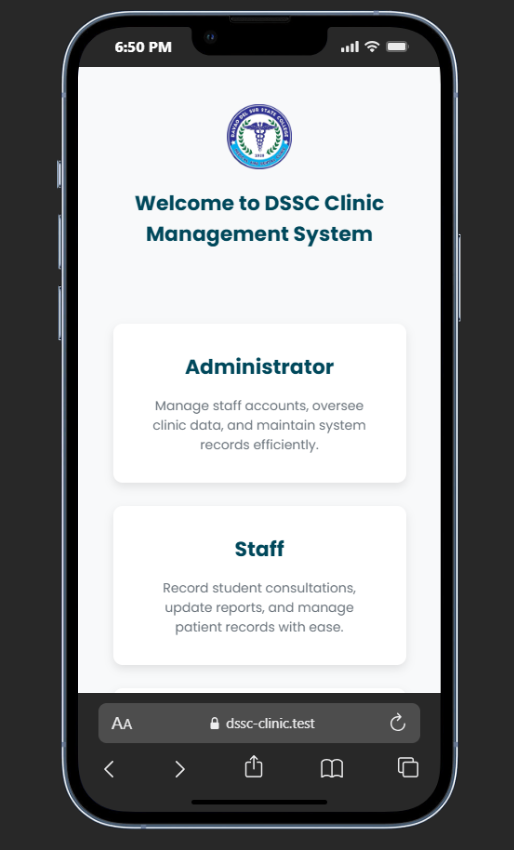 6:50 PM
DAVAO DEL SUR STATE COLLEGE
2018
Welcome to DSSC Clinic
Management System
Administrator
Manage staff accounts, oversee
clinic data, and maintain system
records efficiently.
Staff
Record student consultations,
update reports, and manage
patient records with ease.
AA
dssc-clinic.test